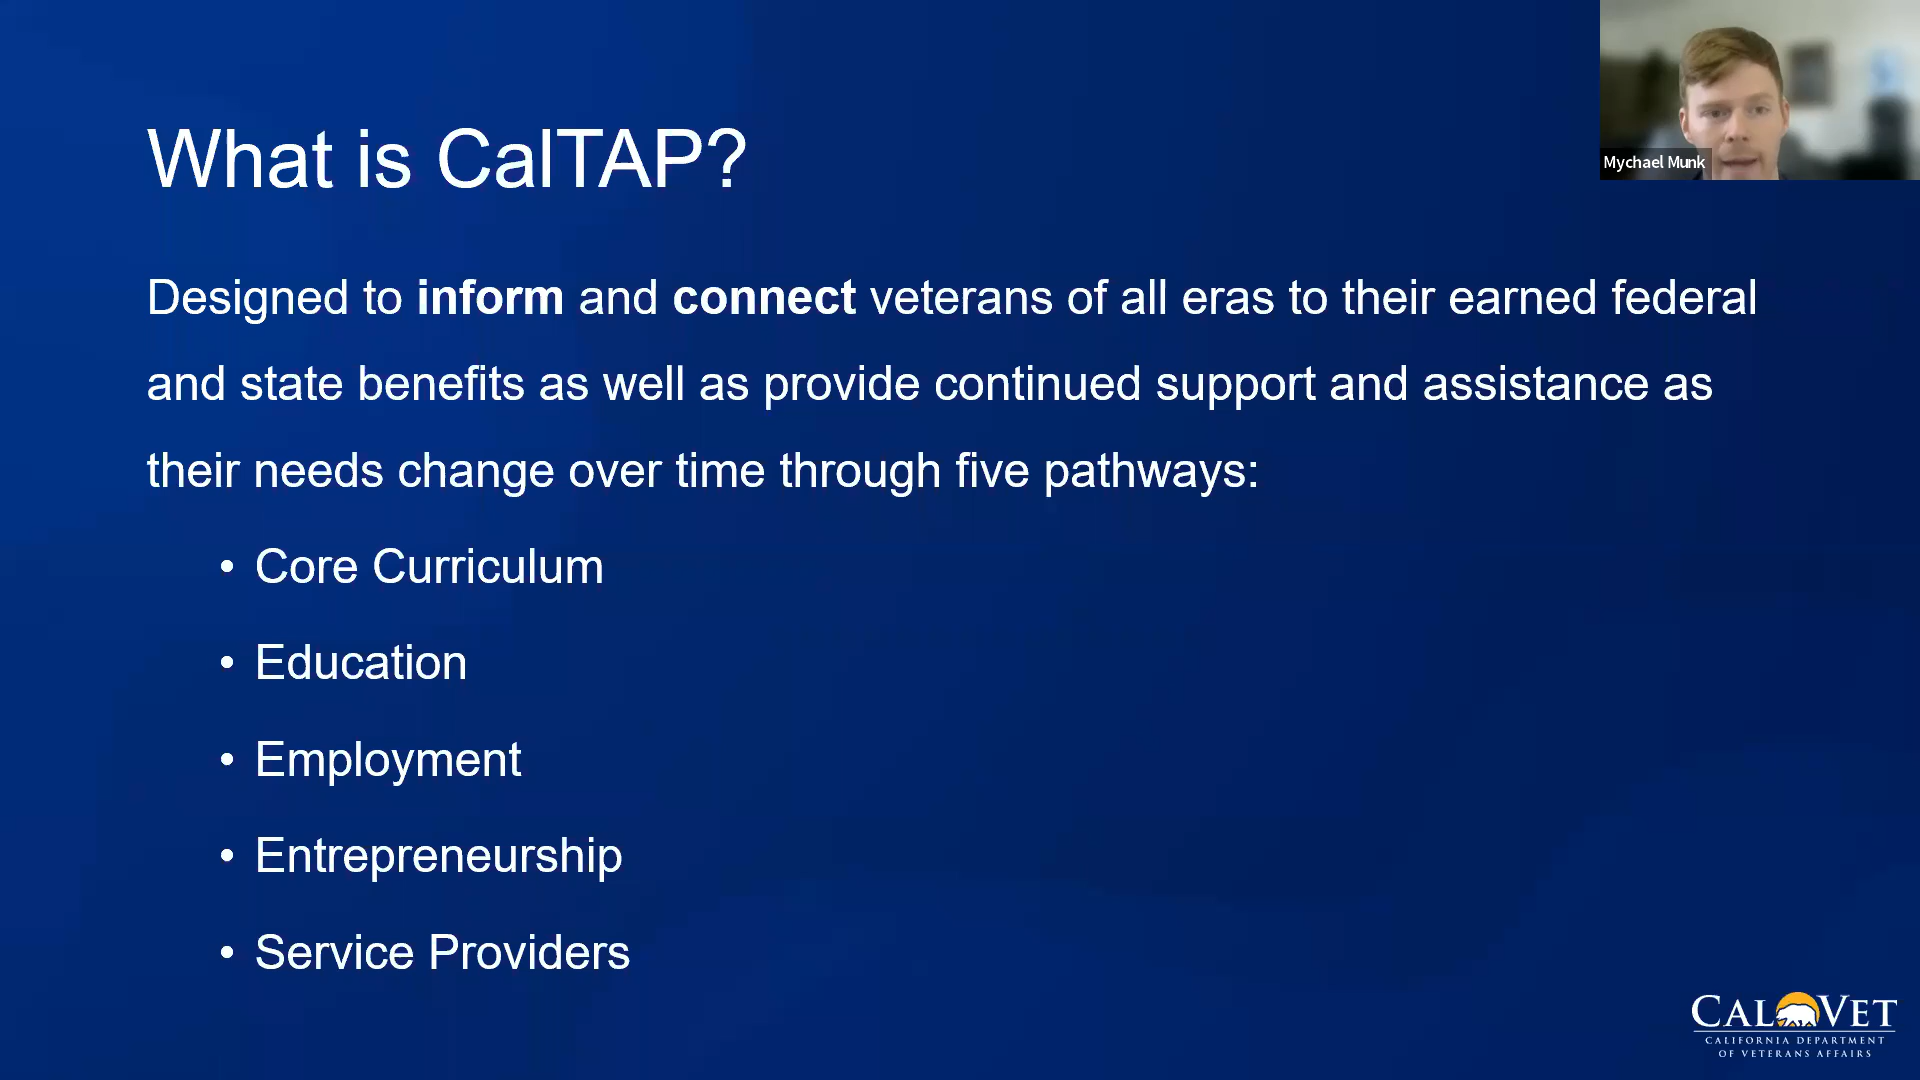 What is CalTAP?
Mychael Munk
Designed to inform and connect veterans of all eras to their earned federal
and state benefits as well as provide continued support and assistance as
their needs change over time through five pathways:
• Core Curriculum
• Education
• Employment
• Entrepreneurship
• Service Providers
CALVET
CALIFORNIA DEPARTMENT
OF VETERANS AFFAIRS